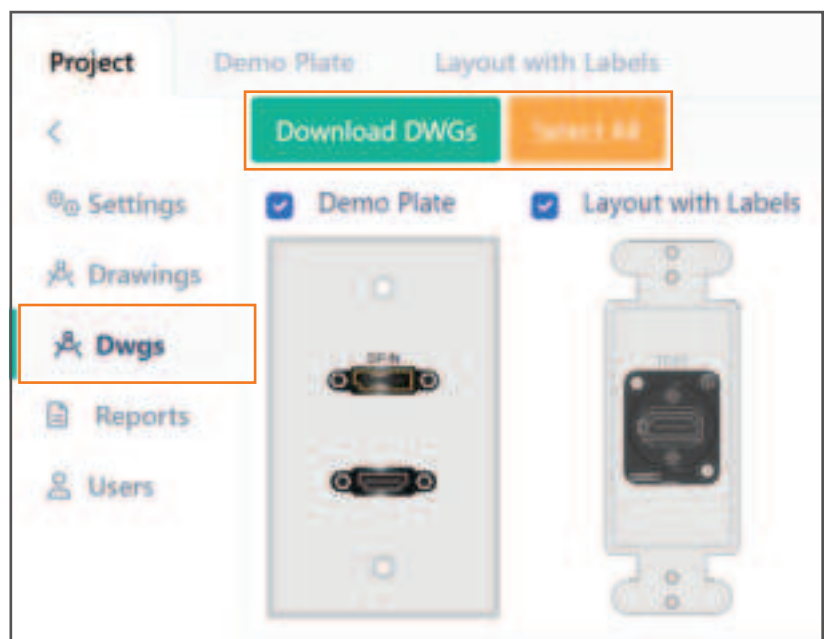 Project Demo Plate Layout with Labels
Download DWGs Select All
Settings
Demo Plate Layout with Labels
Drawings
Dwgs
Reports
Users